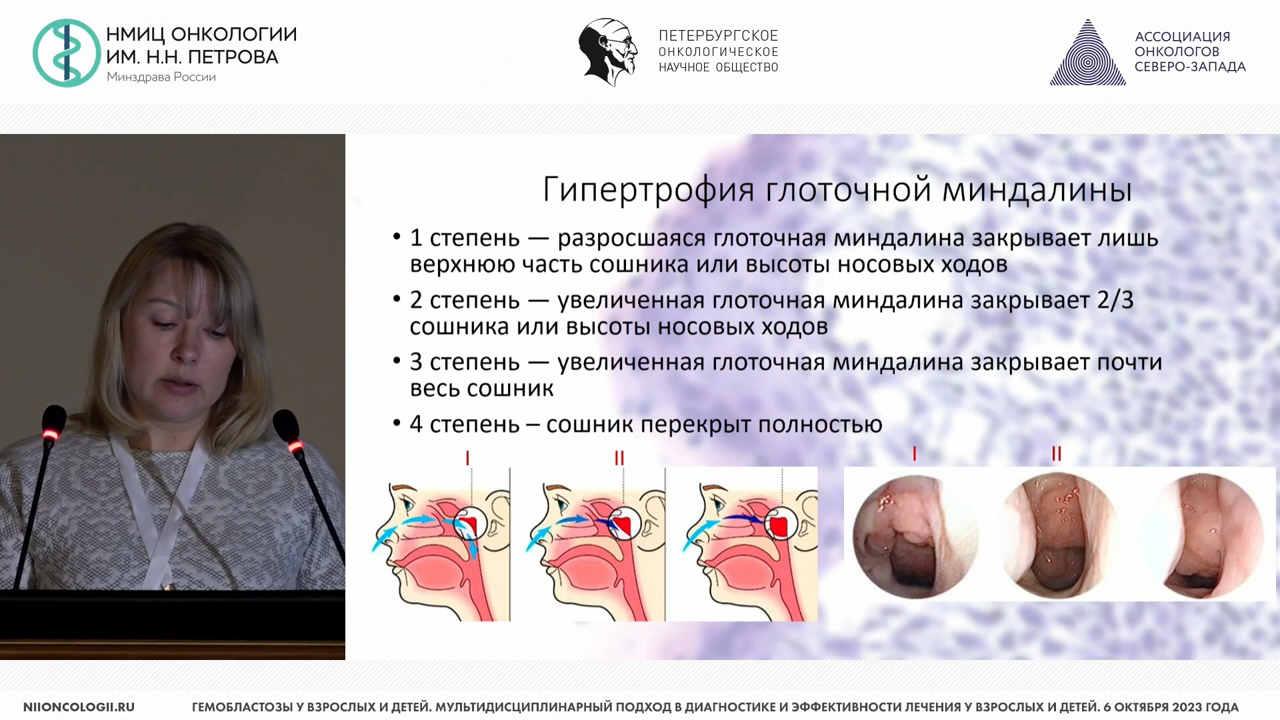 НМИЦ ОНКОЛОГИИ
ИМ. Н.Н. ПЕТРОВА
Минздрава России
ПЕТЕРБУРГСКОЕ
ОНКОЛОГИЧЕСКОЕ
НАУЧНОЕ ОБЩЕСТВО
АССОЦИАЦИЯ
ОНКОЛОГОВ
СЕВЕРО-ЗАПАДА
Гипертрофия глоточной миндалины
• 1 степень — разросшаяся глоточная миндалина закрывает лишь
верхнюю часть сошника или высоты носовых ходов
• 2 степень — увеличенная глоточная миндалина закрывает 2/3
сошника или высоты носовых ходов
• 3 степень — увеличенная глоточная миндалина закрывает почти
весь сошник
• 4 степень – сошник перекрыт полностью
I
II
I
II
NIIONCOLOGII.RU
ГЕМОБЛАСТОЗЫ У ВЗРОСЛЫХ И ДЕТЕЙ. МУЛЬТИДИСЦИПЛИНАРНЫЙ ПОДХОД В ДИАГНОСТИКЕ И ЭФФЕКТИВНОСТИ ЛЕЧЕНИЯ У ВЗРОСЛЫХ И ДЕТЕЙ. 6 ОКТЯБРЯ 2023 ГОДА